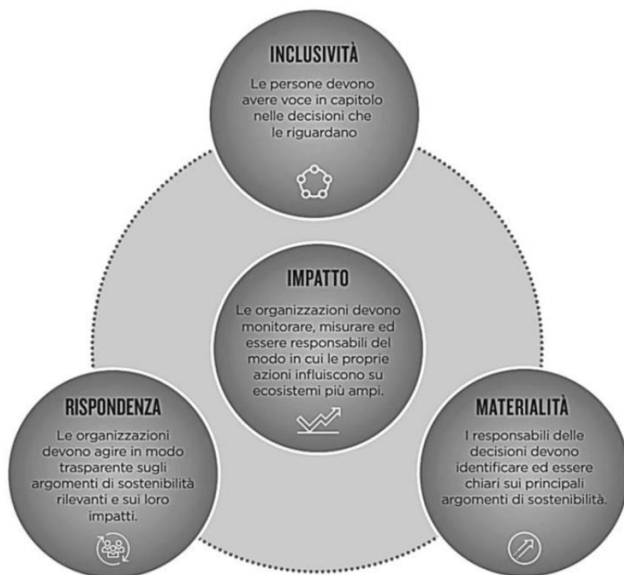 INCLUSIVITÀ
Le persone devono
avere voce in capitolo
nelle decisioni che
le riguardano
IMPATTO
Le organizzazioni devono
monitorare, misurare ed
essere responsabili del
modo in cui le proprie
azioni influiscono su
ecosistemi più ampi.
RISPONDENZA
Le organizzazioni
devono agire in modo
trasparente sugli
argomenti di sostenibilità
rilevanti e sui loro
impatti.
MATERIALITÀ
I responsabili delle
decisioni devono
identificare ed essere
chiari sui principali
argomenti di sostenibilità.